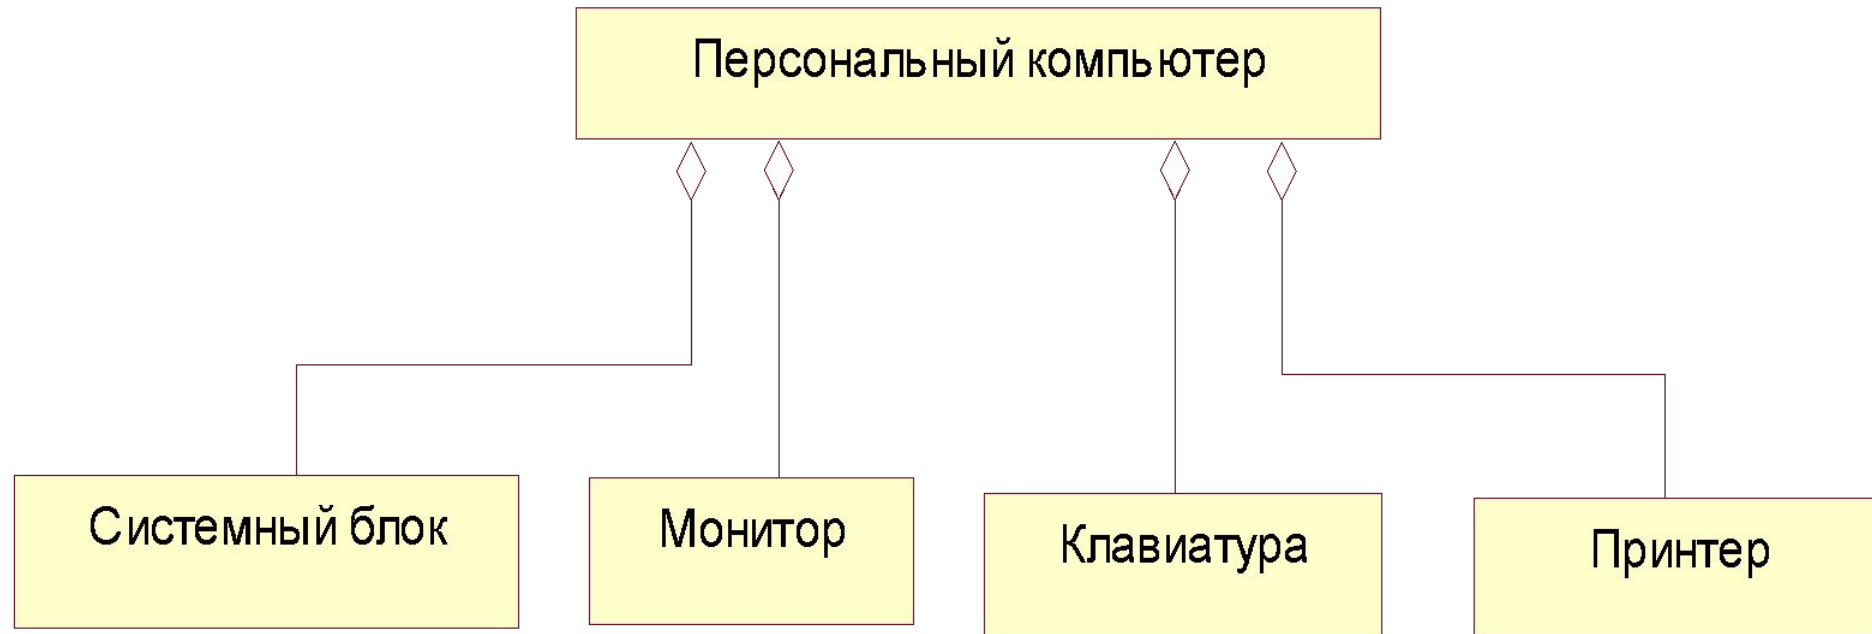 Персональный компьютер
Системный блок
Монитор
Клавиатура
Принтер